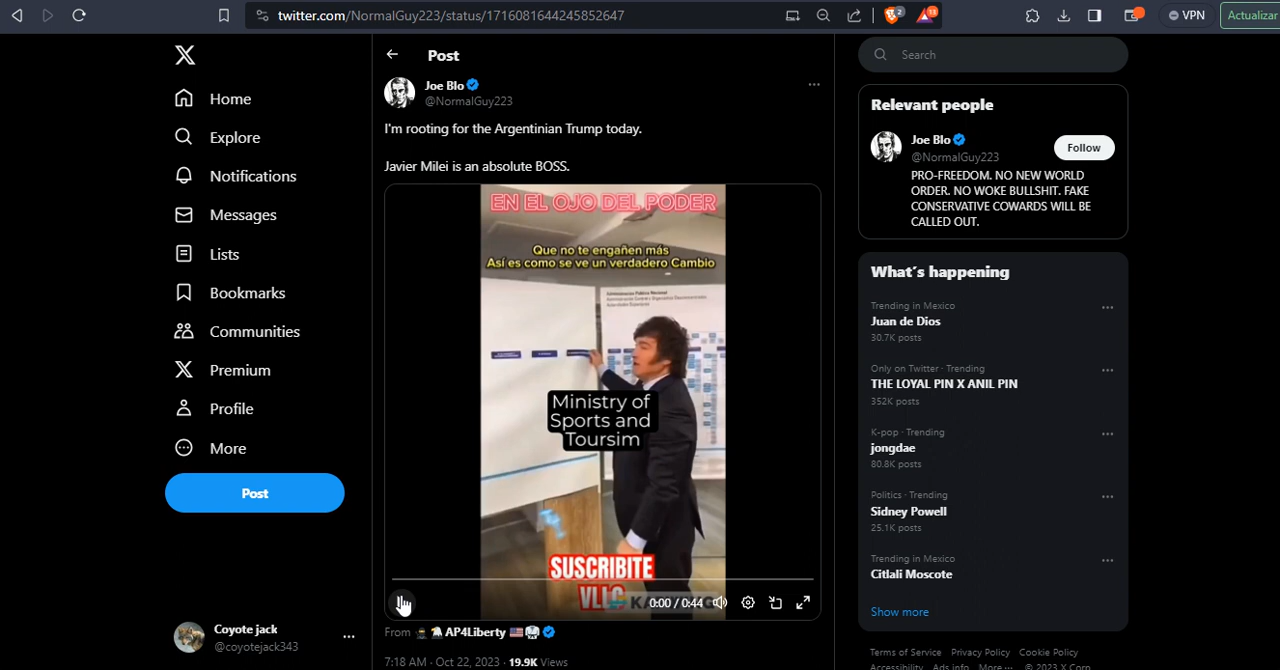 twitter.com/NormalGuy223/status/1716081644245852647
2
13
VPN
Actualizar
Home
Explore
Notifications
Messages
Lists
Bookmarks
Communities
Premium
Profile
More
Post
Coyote jack
@coyotejack343
Post
Joe Blo
@NormalGuy223
I'm rooting for the Argentinian Trump today.
Javier Milei is an absolute BOSS.
EN EL OJO DEL PODER
Que no te engañen más
Así es como se ve un verdadero Cambio
Ministry of
Sports and
Toursim
SUSCRIBITE
VLLC
0:00 / 0:44
From AP4Liberty
7:18 AM · Oct 22, 2023 · 19.9K Views
Search
Relevant people
Joe Blo
@NormalGuy223
Follow
PRO-FREEDOM. NO NEW WORLD
ORDER. NO WOKE BULLSHIT. FAKE
CONSERVATIVE COWARDS WILL BE
CALLED OUT.
What's happening
Trending in Mexico
Juan de Dios
30.7K posts
Only on Twitter · Trending
THE LOYAL PIN X ANIL PIN
352K posts
K-pop · Trending
jongdae
80.8K posts
Politics · Trending
Sidney Powell
25.1K posts
Trending in Mexico
Citlali Moscote
Show more
Terms of Service Privacy Policy Cookie Policy
Accessibility Ads info More ··· © 2023 X Corp.